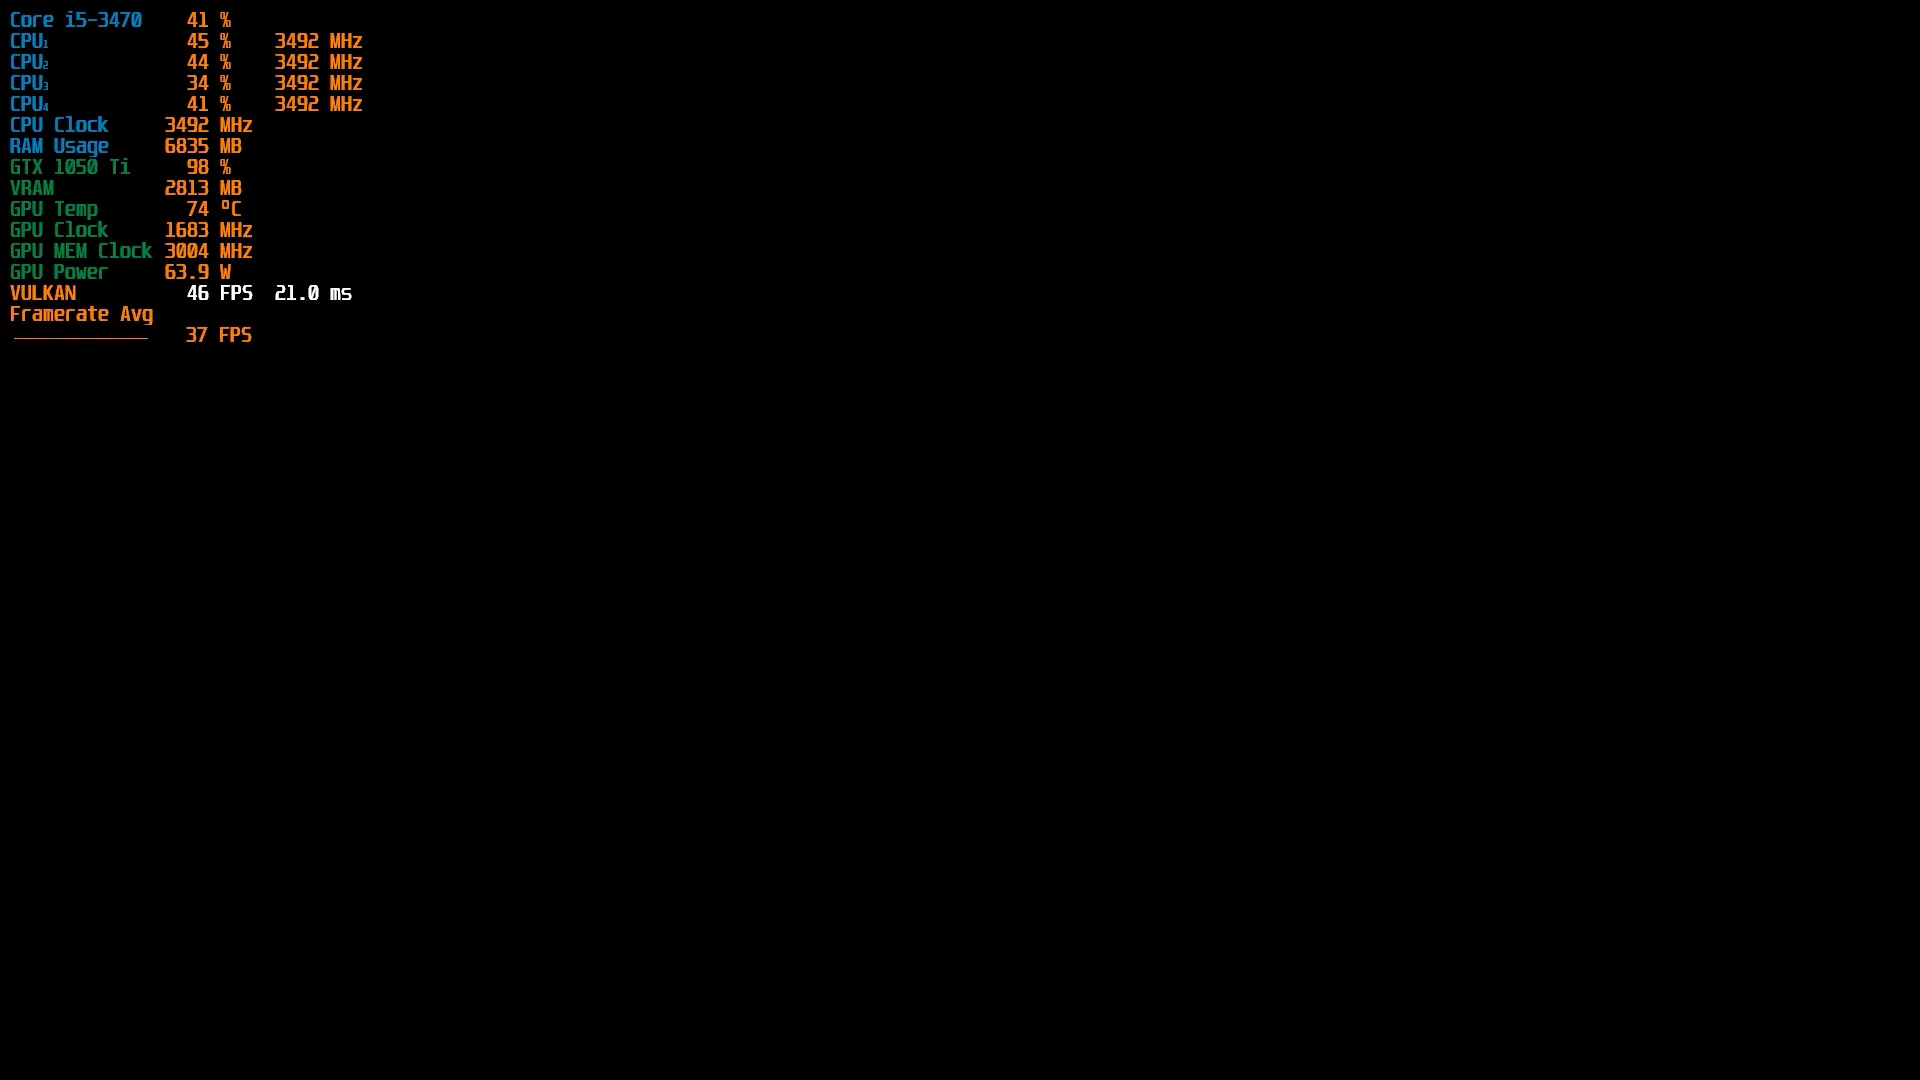 Core i5-3470 41 %
CPU₁ 45 % 3492 MHz
CPU₂ 44 % 3492 MHz
CPU₃ 34 % 3492 MHz
CPU₄ 41 % 3492 MHz
CPU Clock 3492 MHz
RAM Usage 6835 MB
GTX 1050 Ti 98 %
VRAM 2813 MB
GPU Temp 74 °C
GPU Clock 1683 MHz
GPU MEM Clock 3004 MHz
GPU Power 63.9 W
VULKAN 46 FPS 21.0 ms
Framerate Avg
37 FPS